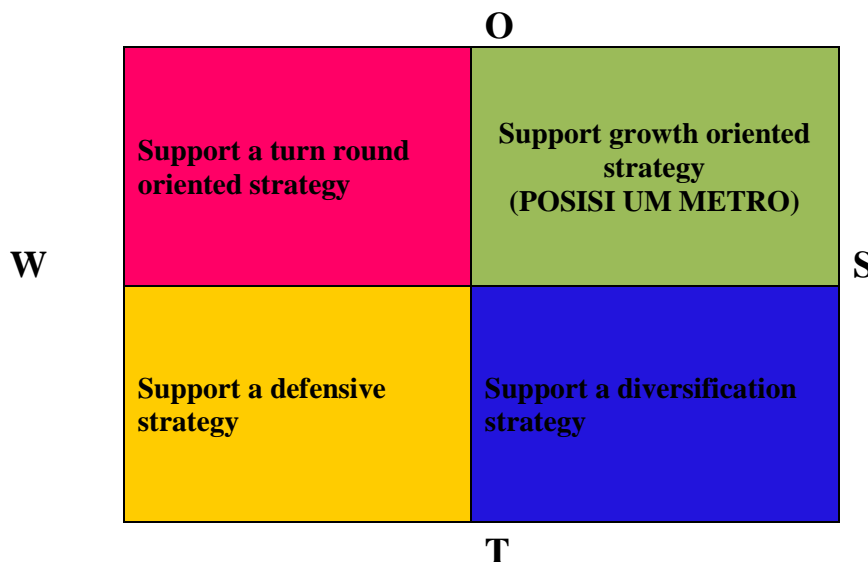 O
Support a turn round
oriented strategy
Support growth oriented
strategy
(POSISI UM METRO)
W
S
Support a defensive
strategy
Support a diversification
strategy
T